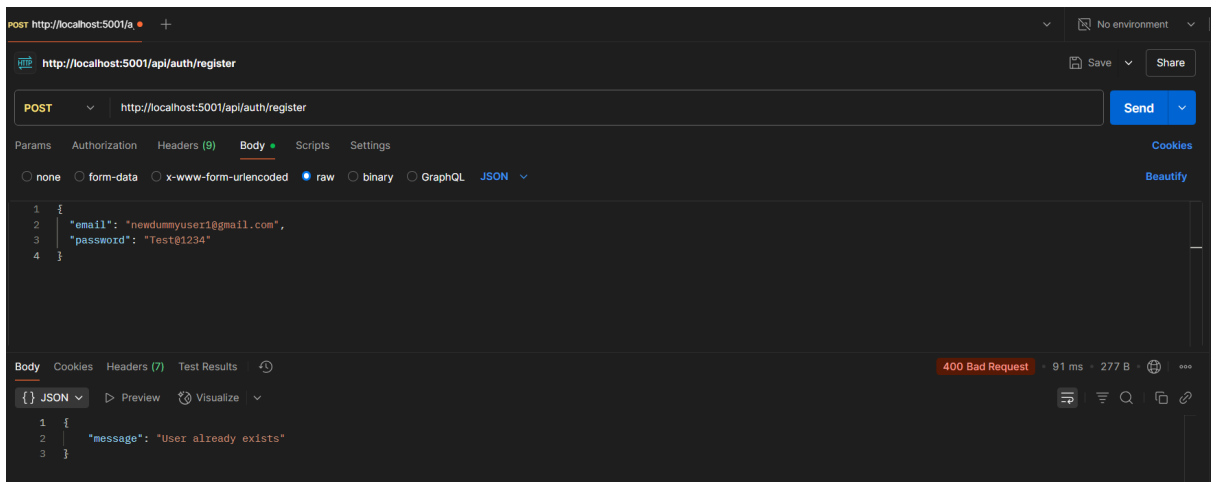 POST http://localhost:5001/a
No environment
HTTP http://localhost:5001/api/auth/register
Save
Share
POST
http://localhost:5001/api/auth/register
Send
Params Authorization Headers (9) Body Scripts Settings Cookies
none form-data x-www-form-urlencoded raw binary GraphQL JSON Beautify
1 {
2 "email": "newdummyuser1@gmail.com",
3 "password": "Test@1234"
4 }
Body Cookies Headers (7) Test Results 400 Bad Request 91 ms 277 B
{} JSON Preview Visualize
1 {
2 "message": "User already exists"
3 }